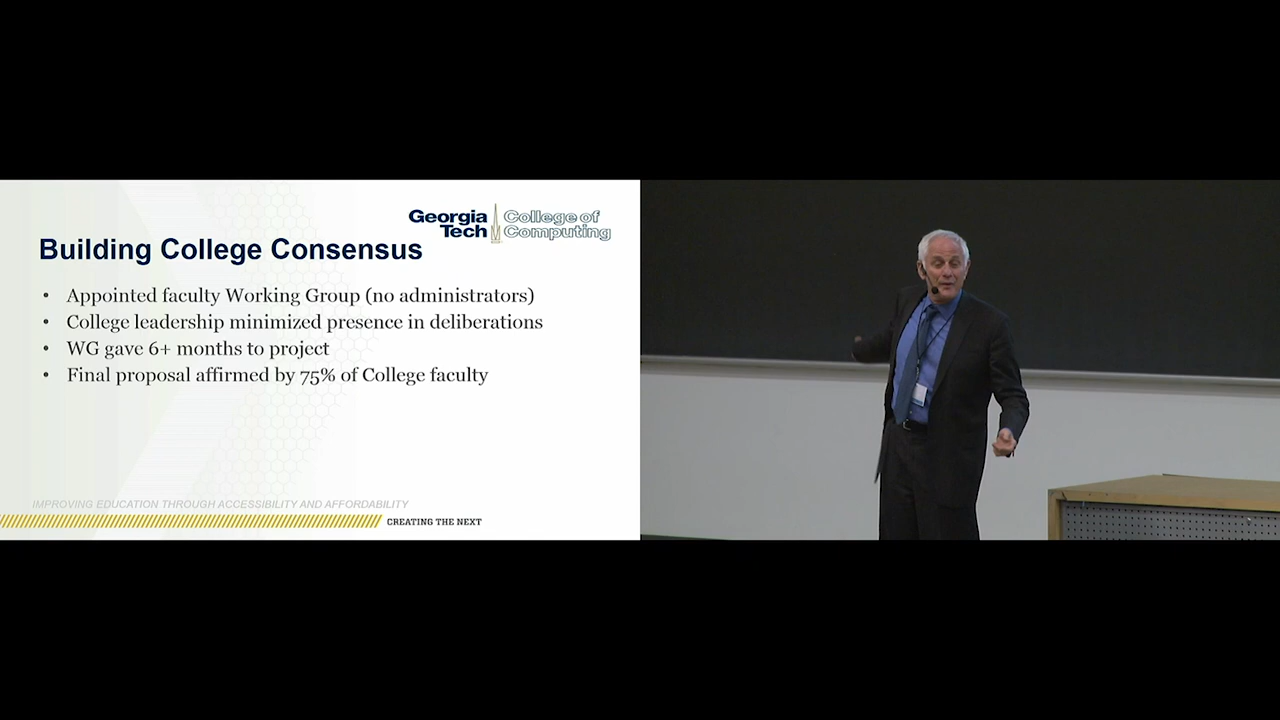 Georgia Tech College of Computing
Building College Consensus
• Appointed faculty Working Group (no administrators)
• College leadership minimized presence in deliberations
• WG gave 6+ months to project
• Final proposal affirmed by 75% of College faculty
IMPROVING EDUCATION THROUGH ACCESSIBILITY AND AFFORDABILITY
CREATING THE NEXT